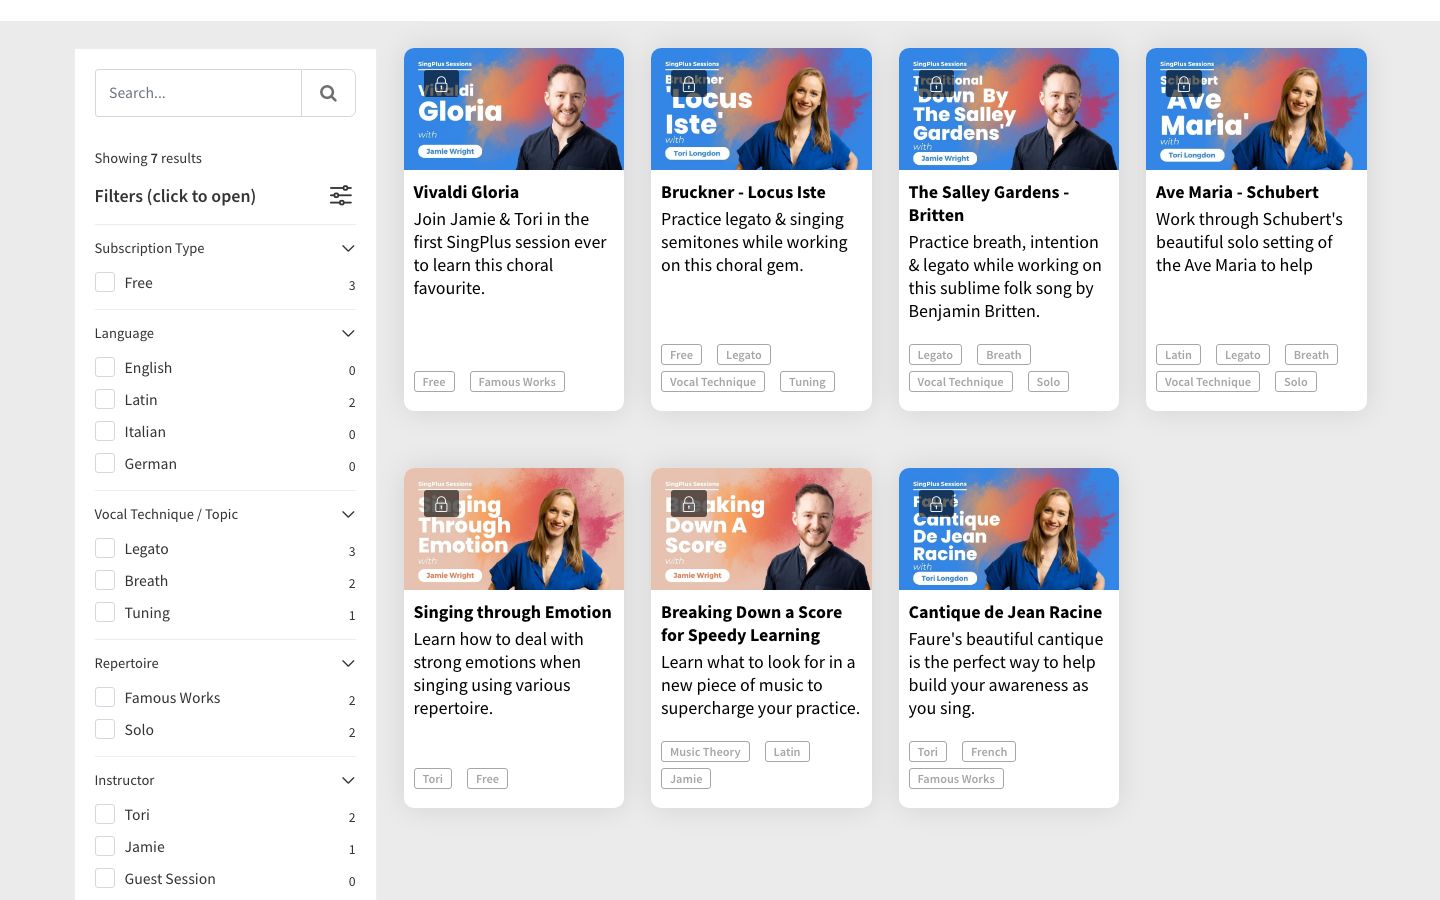 Search...
Showing 7 results
Filters (click to open)
Subscription Type
Free 3
Language
English 0
Latin 2
Italian 0
German 0
Vocal Technique / Topic
Legato 3
Breath 2
Tuning 1
Repertoire
Famous Works 2
Solo 2
Instructor
Tori 2
Jamie 1
Guest Session 0
SingPlus Sessions
Vivaldi
Gloria
with
Jamie Wright
Vivaldi Gloria
Join Jamie & Tori in the
first SingPlus session ever
to learn this choral
favourite.
Free Famous Works
SingPlus Sessions
Bruckner
'Locus
Iste'
with
Tori Longdon
Bruckner - Locus Iste
Practice legato & singing
semitones while working
on this choral gem.
Free Legato
Vocal Technique Tuning
SingPlus Sessions
Traditional
'Down By
The Salley
Gardens'
with
Jamie Wright
The Salley Gardens -
Britten
Practice breath, intention
& legato while working on
this sublime folk song by
Benjamin Britten.
Legato Breath
Vocal Technique Solo
SingPlus Sessions
Schubert
'Ave
Maria'
with
Tori Longdon
Ave Maria - Schubert
Work through Schubert's
beautiful solo setting of
the Ave Maria to help
Latin Legato Breath
Vocal Technique Solo
SingPlus Sessions
Singing
Through
Emotion
with
Jamie Wright
Singing through Emotion
Learn how to deal with
strong emotions when
singing using various
repertoire.
Tori Free
SingPlus Sessions
Breaking
Down A
Score
with
Jamie Wright
Breaking Down a Score
for Speedy Learning
Learn what to look for in a
new piece of music to
supercharge your practice.
Music Theory Latin
Jamie
SingPlus Sessions
Fauré
Cantique
De Jean
Racine
with
Tori Longdon
Cantique de Jean Racine
Faure's beautiful cantique
is the perfect way to help
build your awareness as
you sing.
Tori French
Famous Works